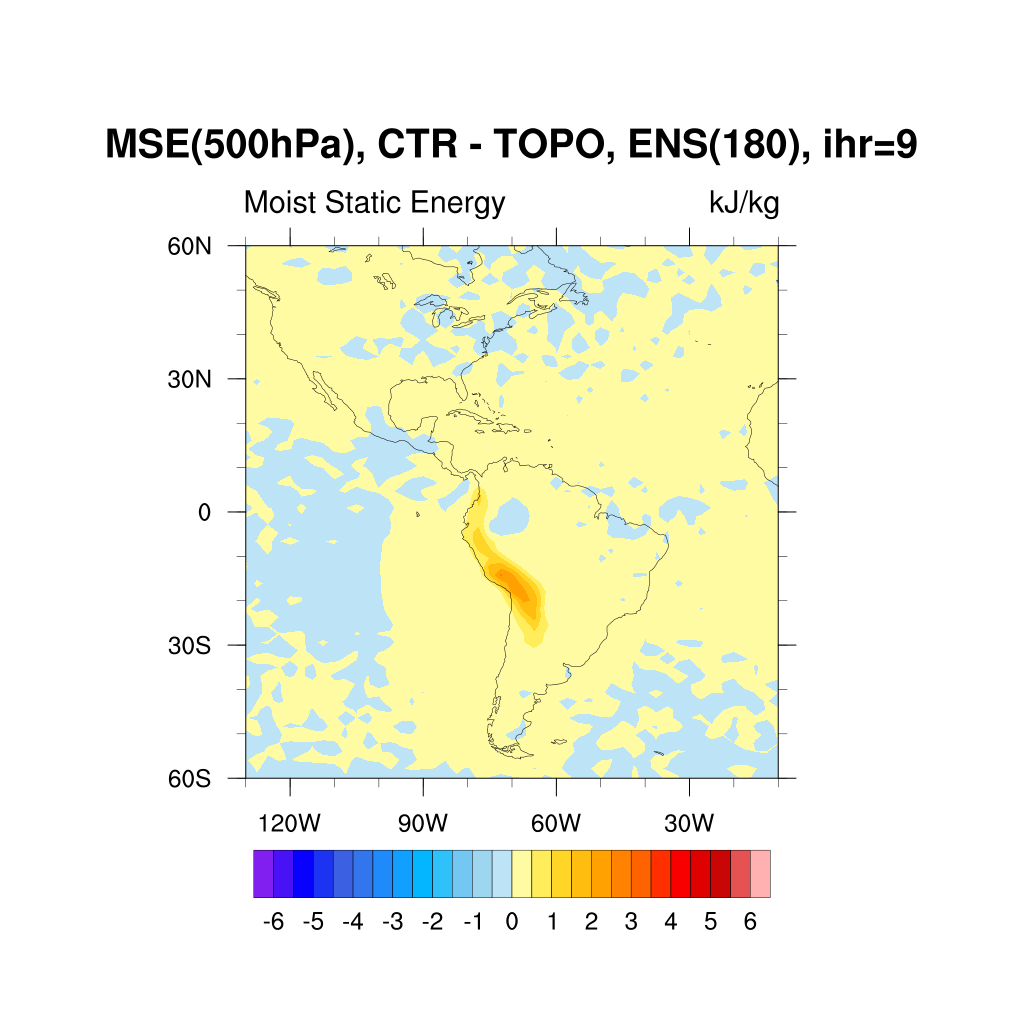 MSE(500hPa), CTR - TOPO, ENS(180), ihr=9
Moist Static Energy kJ/kg
60N
30N
0
30S
60S
120W 90W 60W 30W
-6 -5 -4 -3 -2 -1 0 1 2 3 4 5 6